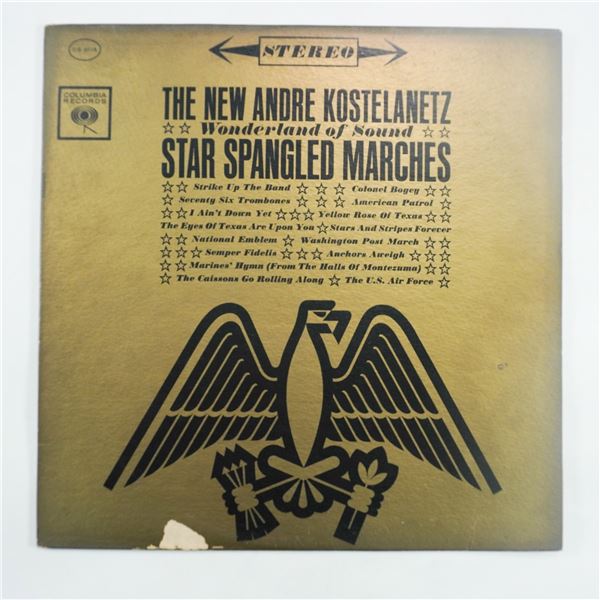 STEREO
COLUMBIA
RECORDS
THE NEW ANDRE KOSTELANETZ
Wonderland of Sound
STAR SPANGLED MARCHES
Strike Up The Band Colonel Bogey
Seventy Six Trombones American Patrol
I Ain't Down Yet Yellow Rose Of Texas
The Eyes Of Texas Are Upon You Stars And Stripes Forever
National Emblem Washington Post March
Semper Fidelis Anchors Aweigh
Marines' Hymn (From The Halls Of Montezuma)
The Caissons Go Rolling Along The U.S. Air Force